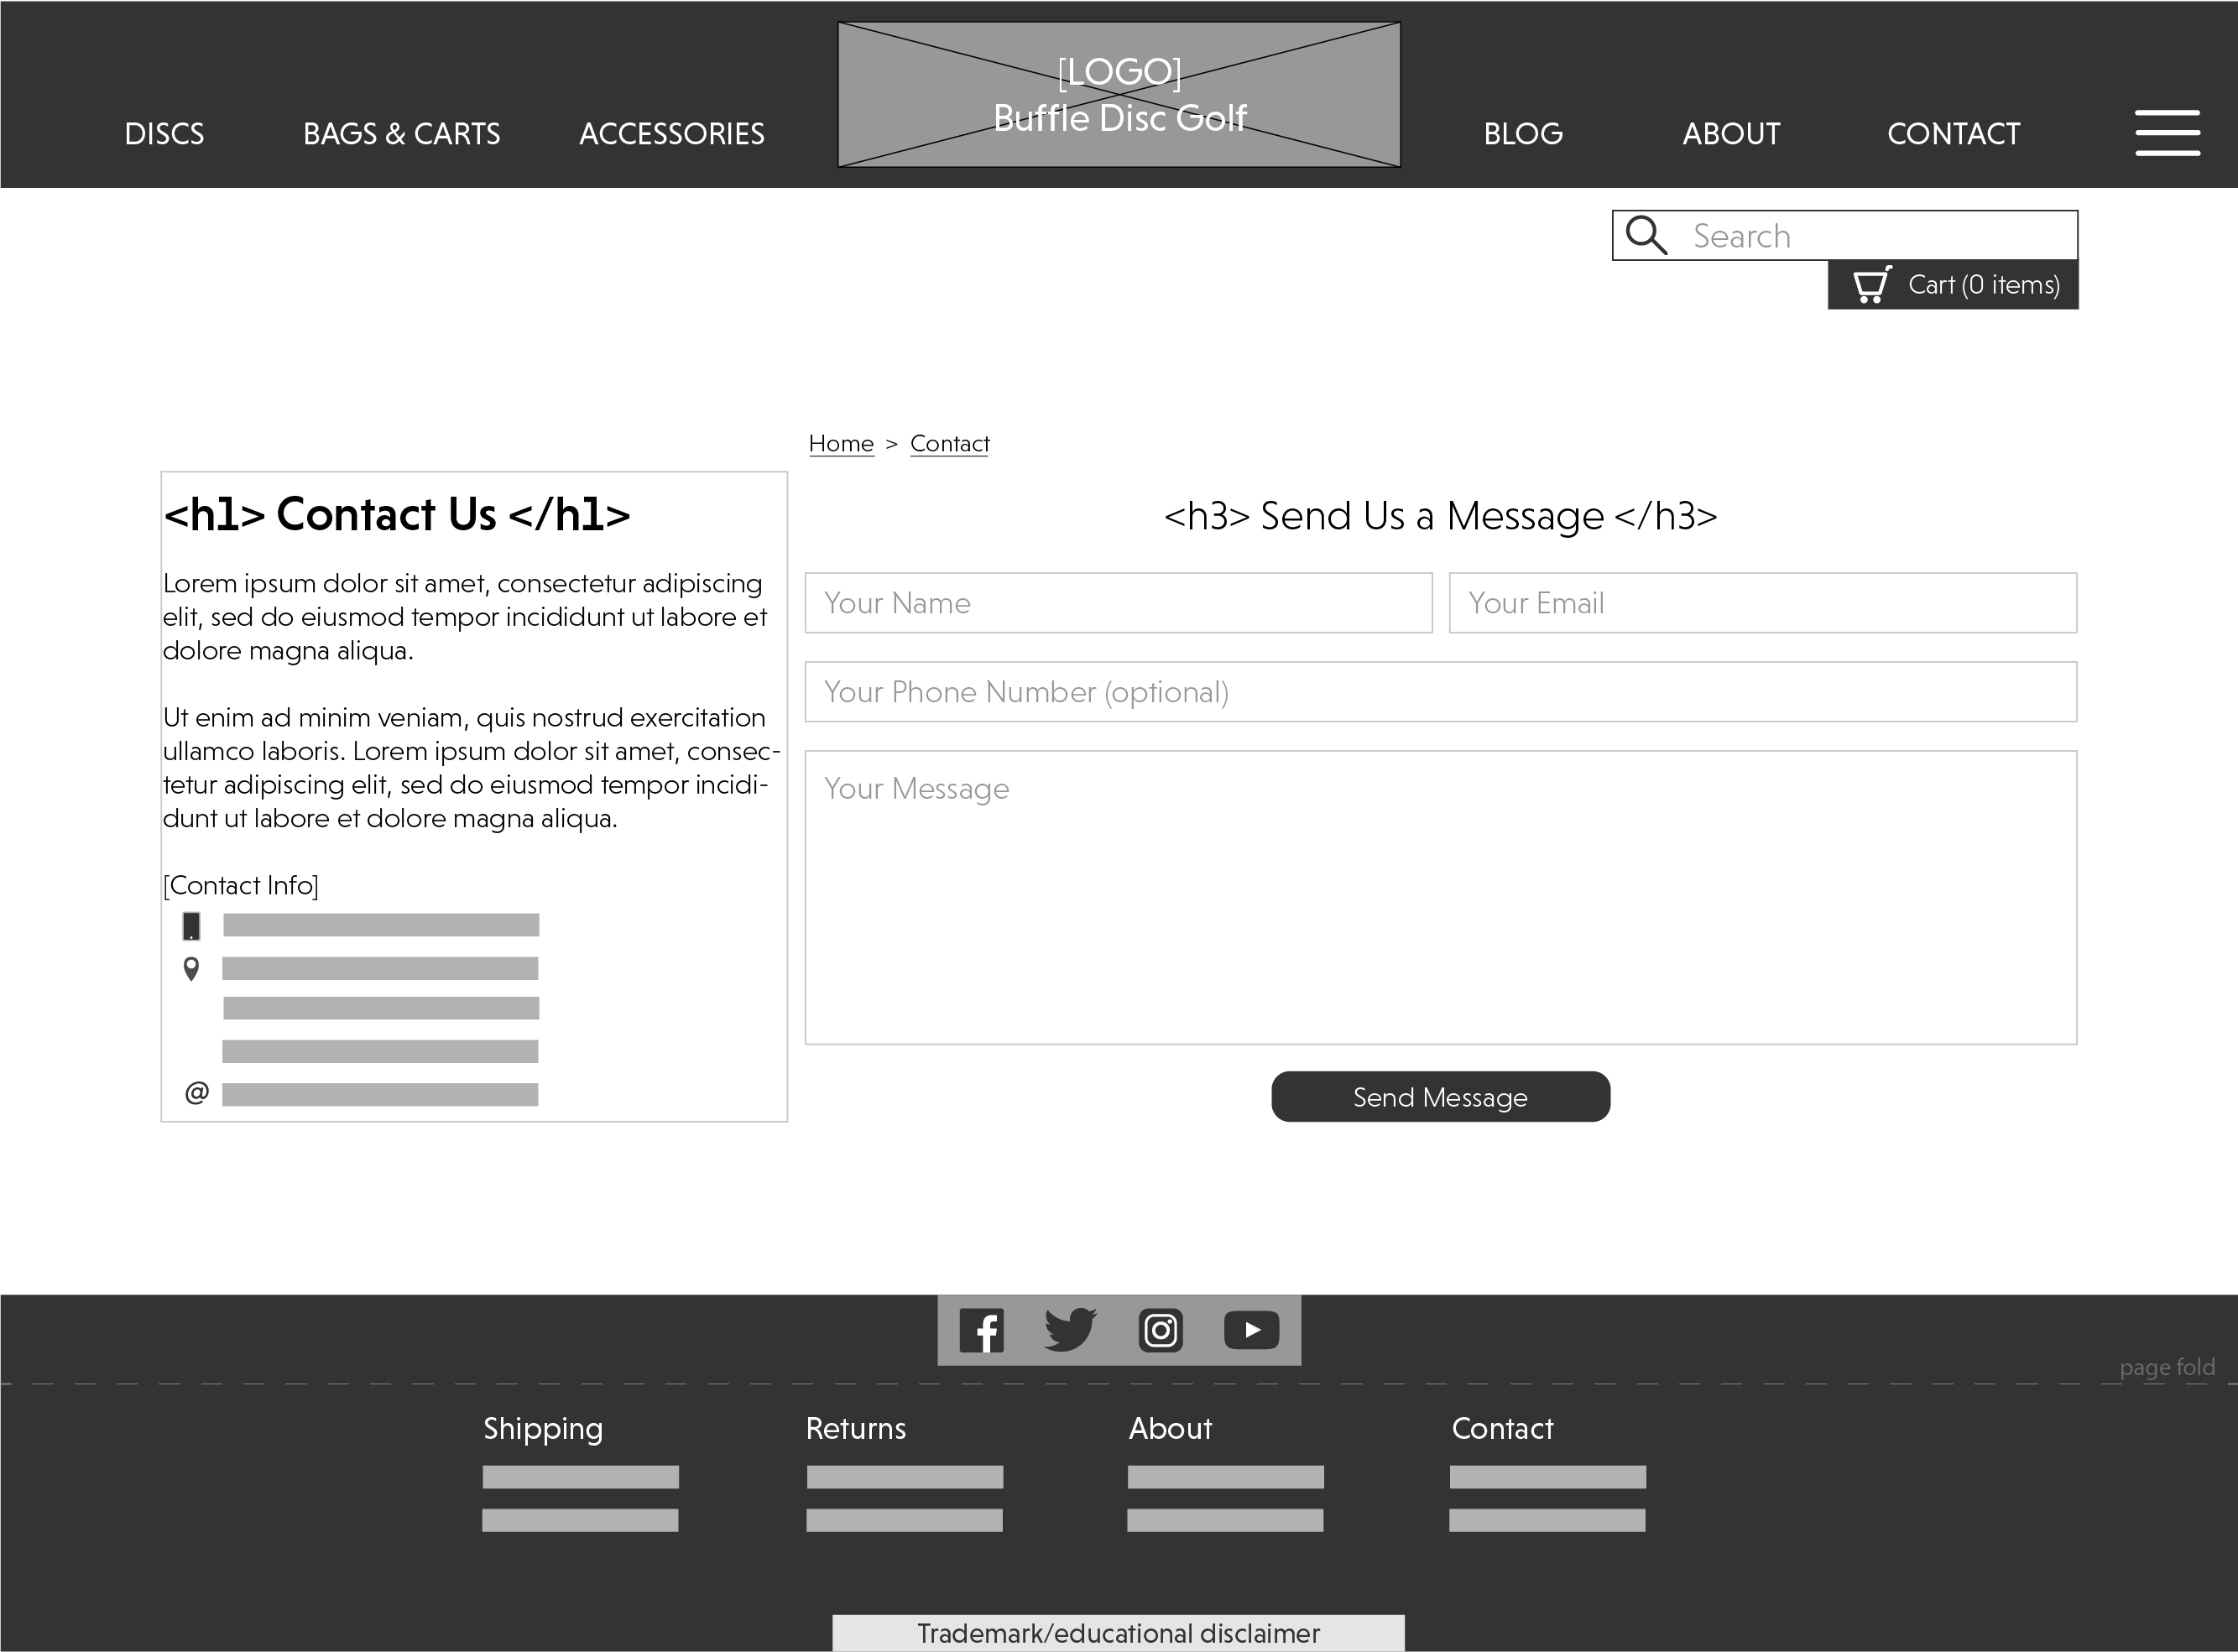 [LOGO]
Buffle Disc Golf
DISCS
BAGS & CARTS
ACCESSORIES
BLOG
ABOUT
CONTACT
Search
Cart (0 items)
Home > Contact
<h1> Contact Us </h1>
Lorem ipsum dolor sit amet, consectetur adipiscing
elit, sed do eiusmod tempor incididunt ut labore et
dolore magna aliqua.
Ut enim ad minim veniam, quis nostrud exercitation
ullamco laboris. Lorem ipsum dolor sit amet, consec-
tetur adipiscing elit, sed do eiusmod tempor incidi-
dunt ut labore et dolore magna aliqua.
[Contact Info]
@
<h3> Send Us a Message </h3>
Your Name
Your Email
Your Phone Number (optional)
Your Message
Send Message
page fold
Shipping
Returns
About
Contact
Trademark/educational disclaimer